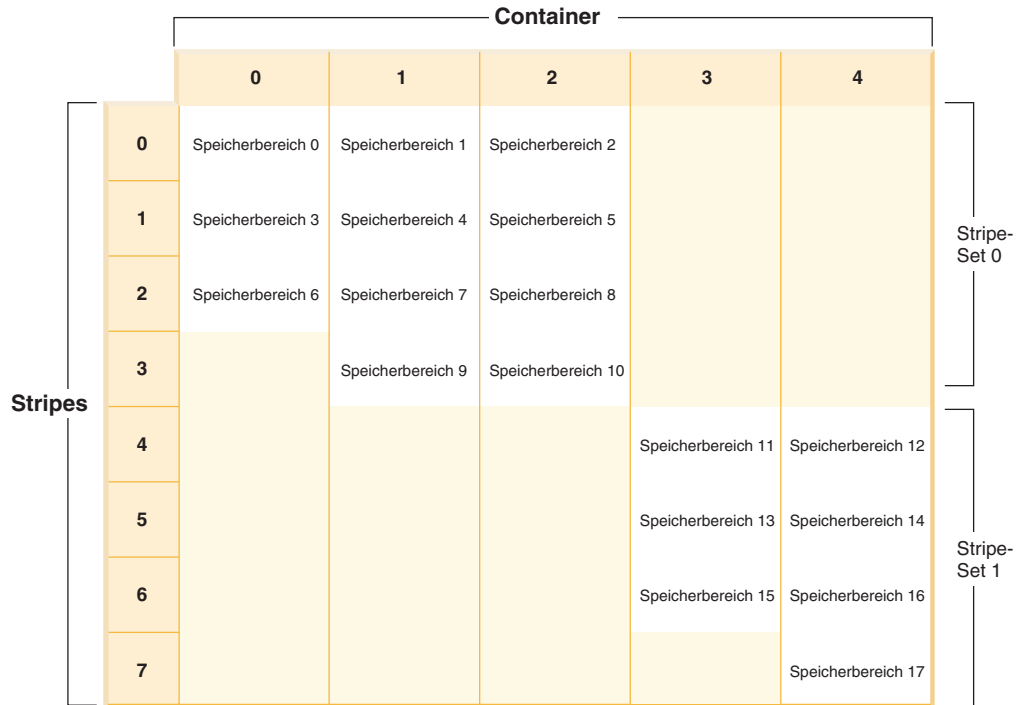 Container
0 1 2 3 4
0 Speicherbereich 0 Speicherbereich 1 Speicherbereich 2
1 Speicherbereich 3 Speicherbereich 4 Speicherbereich 5
Stripe-
Set 0
2 Speicherbereich 6 Speicherbereich 7 Speicherbereich 8
3 Speicherbereich 9 Speicherbereich 10
Stripes
4 Speicherbereich 11 Speicherbereich 12
5 Speicherbereich 13 Speicherbereich 14
Stripe-
Set 1
6 Speicherbereich 15 Speicherbereich 16
7 Speicherbereich 17